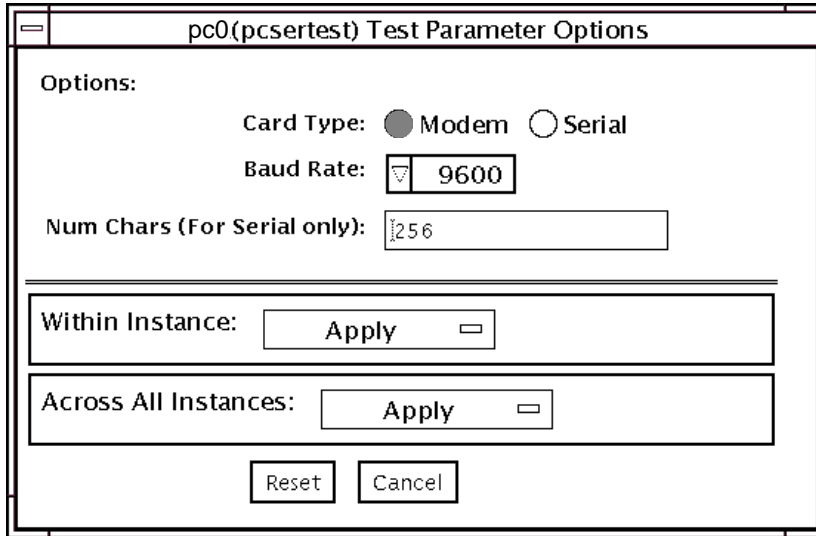 pc0(pcsertest) Test Parameter Options
Options:
Card Type: Modem Serial
Baud Rate: 9600
Num Chars (For Serial only): 256
Within Instance: Apply
Across All Instances: Apply
Reset Cancel